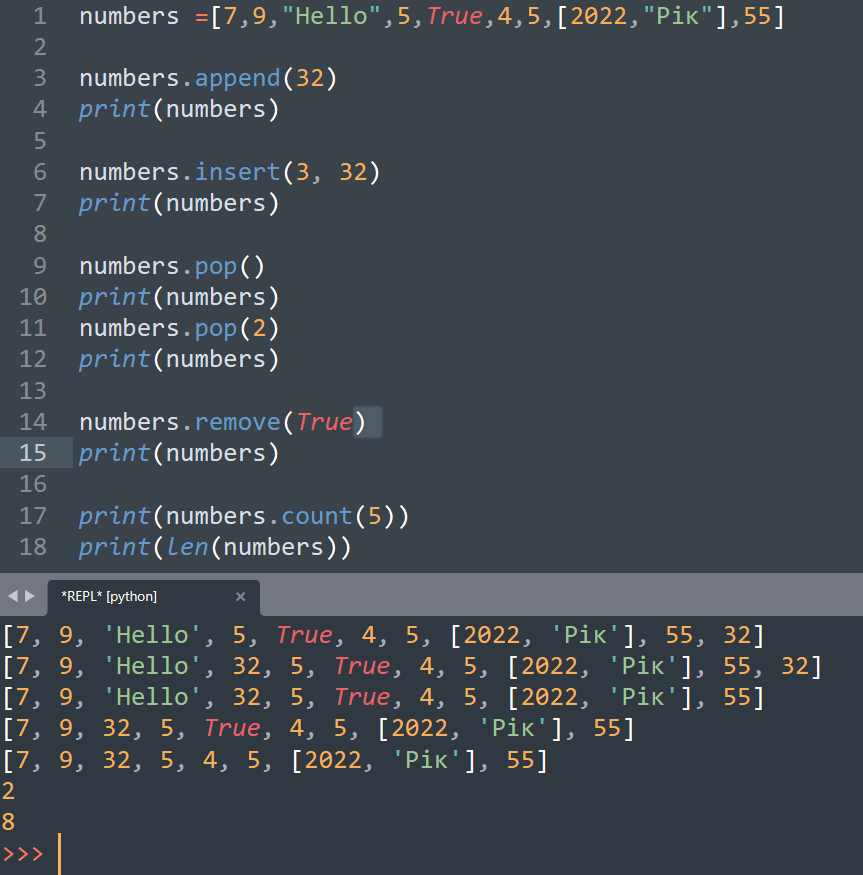 1 numbers =[7,9,"Hello",5,True,4,5,[2022,"Рік"],55]
2
3 numbers.append(32)
4 print(numbers)
5
6 numbers.insert(3, 32)
7 print(numbers)
8
9 numbers.pop()
10 print(numbers)
11 numbers.pop(2)
12 print(numbers)
13
14 numbers.remove(True)
15 print(numbers)
16
17 print(numbers.count(5))
18 print(len(numbers))
*REPL* [python] ×
[7, 9, 'Hello', 5, True, 4, 5, [2022, 'Рік'], 55, 32]
[7, 9, 'Hello', 32, 5, True, 4, 5, [2022, 'Рік'], 55, 32]
[7, 9, 'Hello', 32, 5, True, 4, 5, [2022, 'Рік'], 55]
[7, 9, 32, 5, True, 4, 5, [2022, 'Рік'], 55]
[7, 9, 32, 5, 4, 5, [2022, 'Рік'], 55]
2
8
>>>